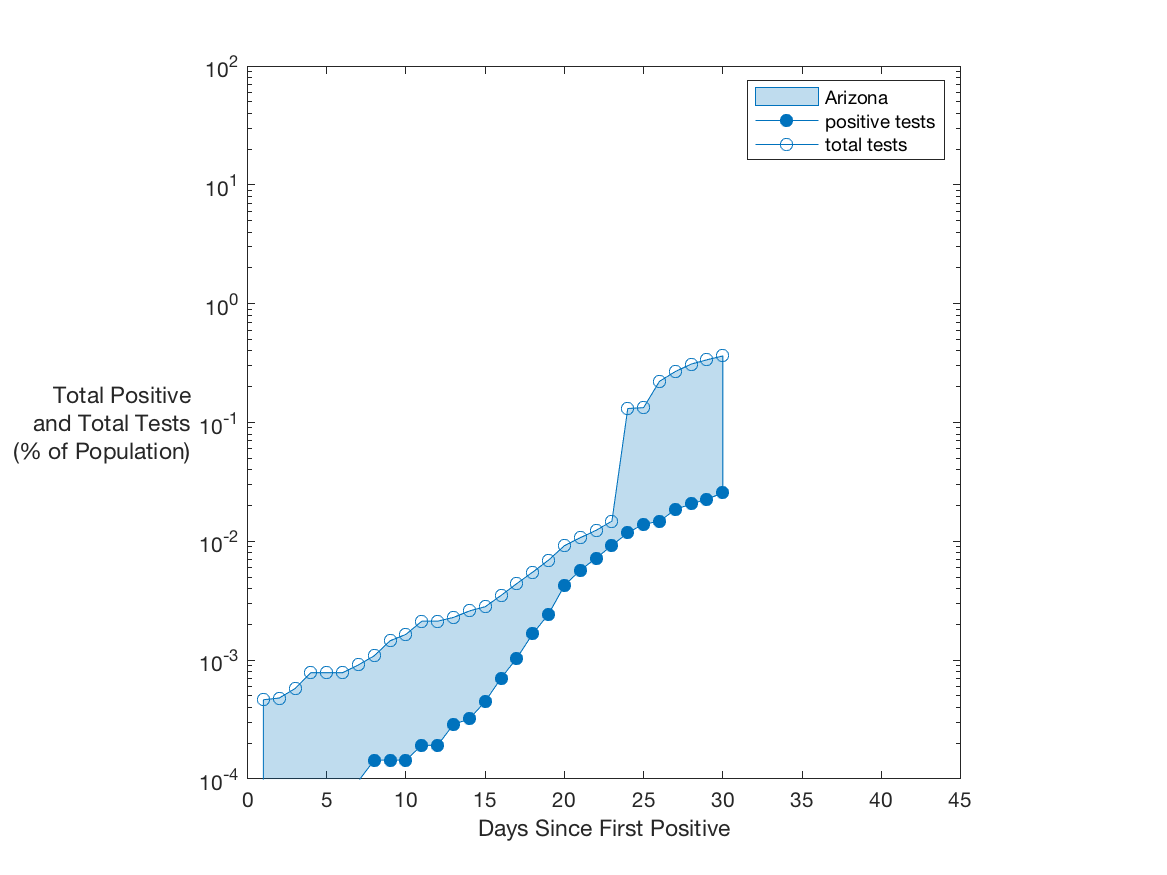 10^2
10^1
10^0
10^-1
10^-2
10^-3
10^-4
Total Positive
and Total Tests
(% of Population)
Arizona
positive tests
total tests
0 5 10 15 20 25 30 35 40 45
Days Since First Positive